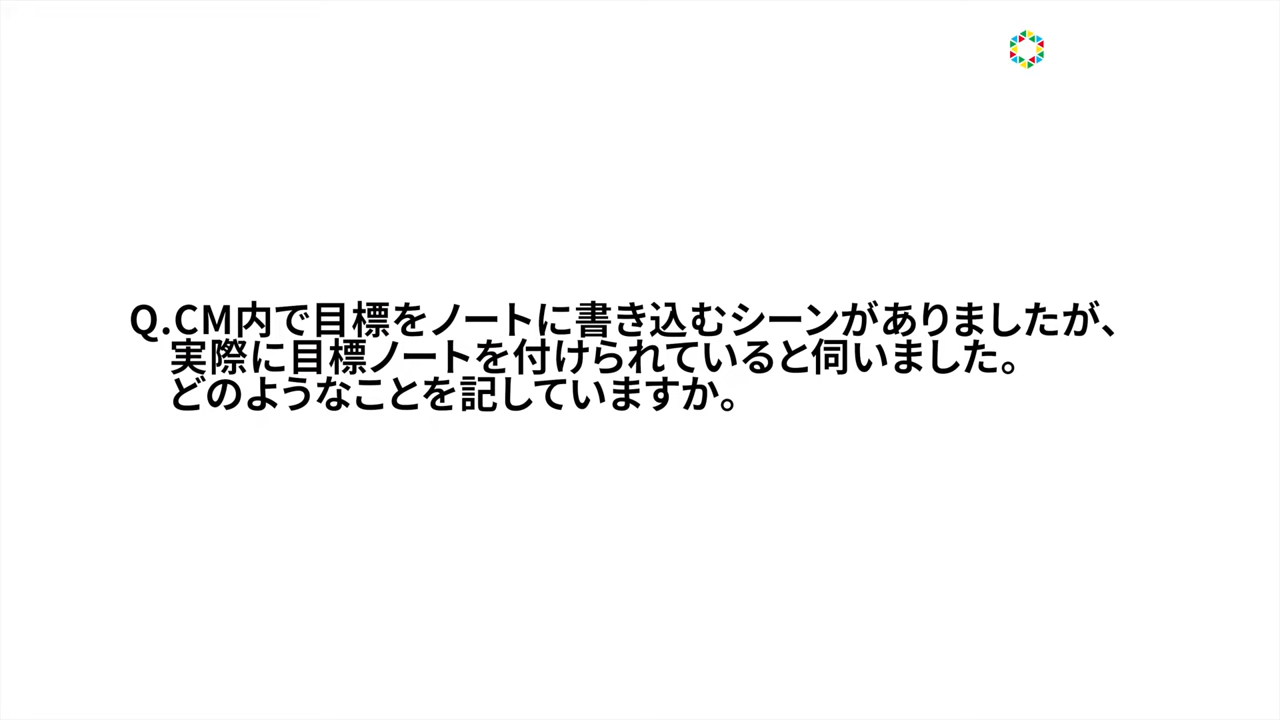 Q.CM内で目標をノートに書き込むシーンがありましたが、
実際に目標ノートを付けられていると伺いました。
どのようなことを記していますか。